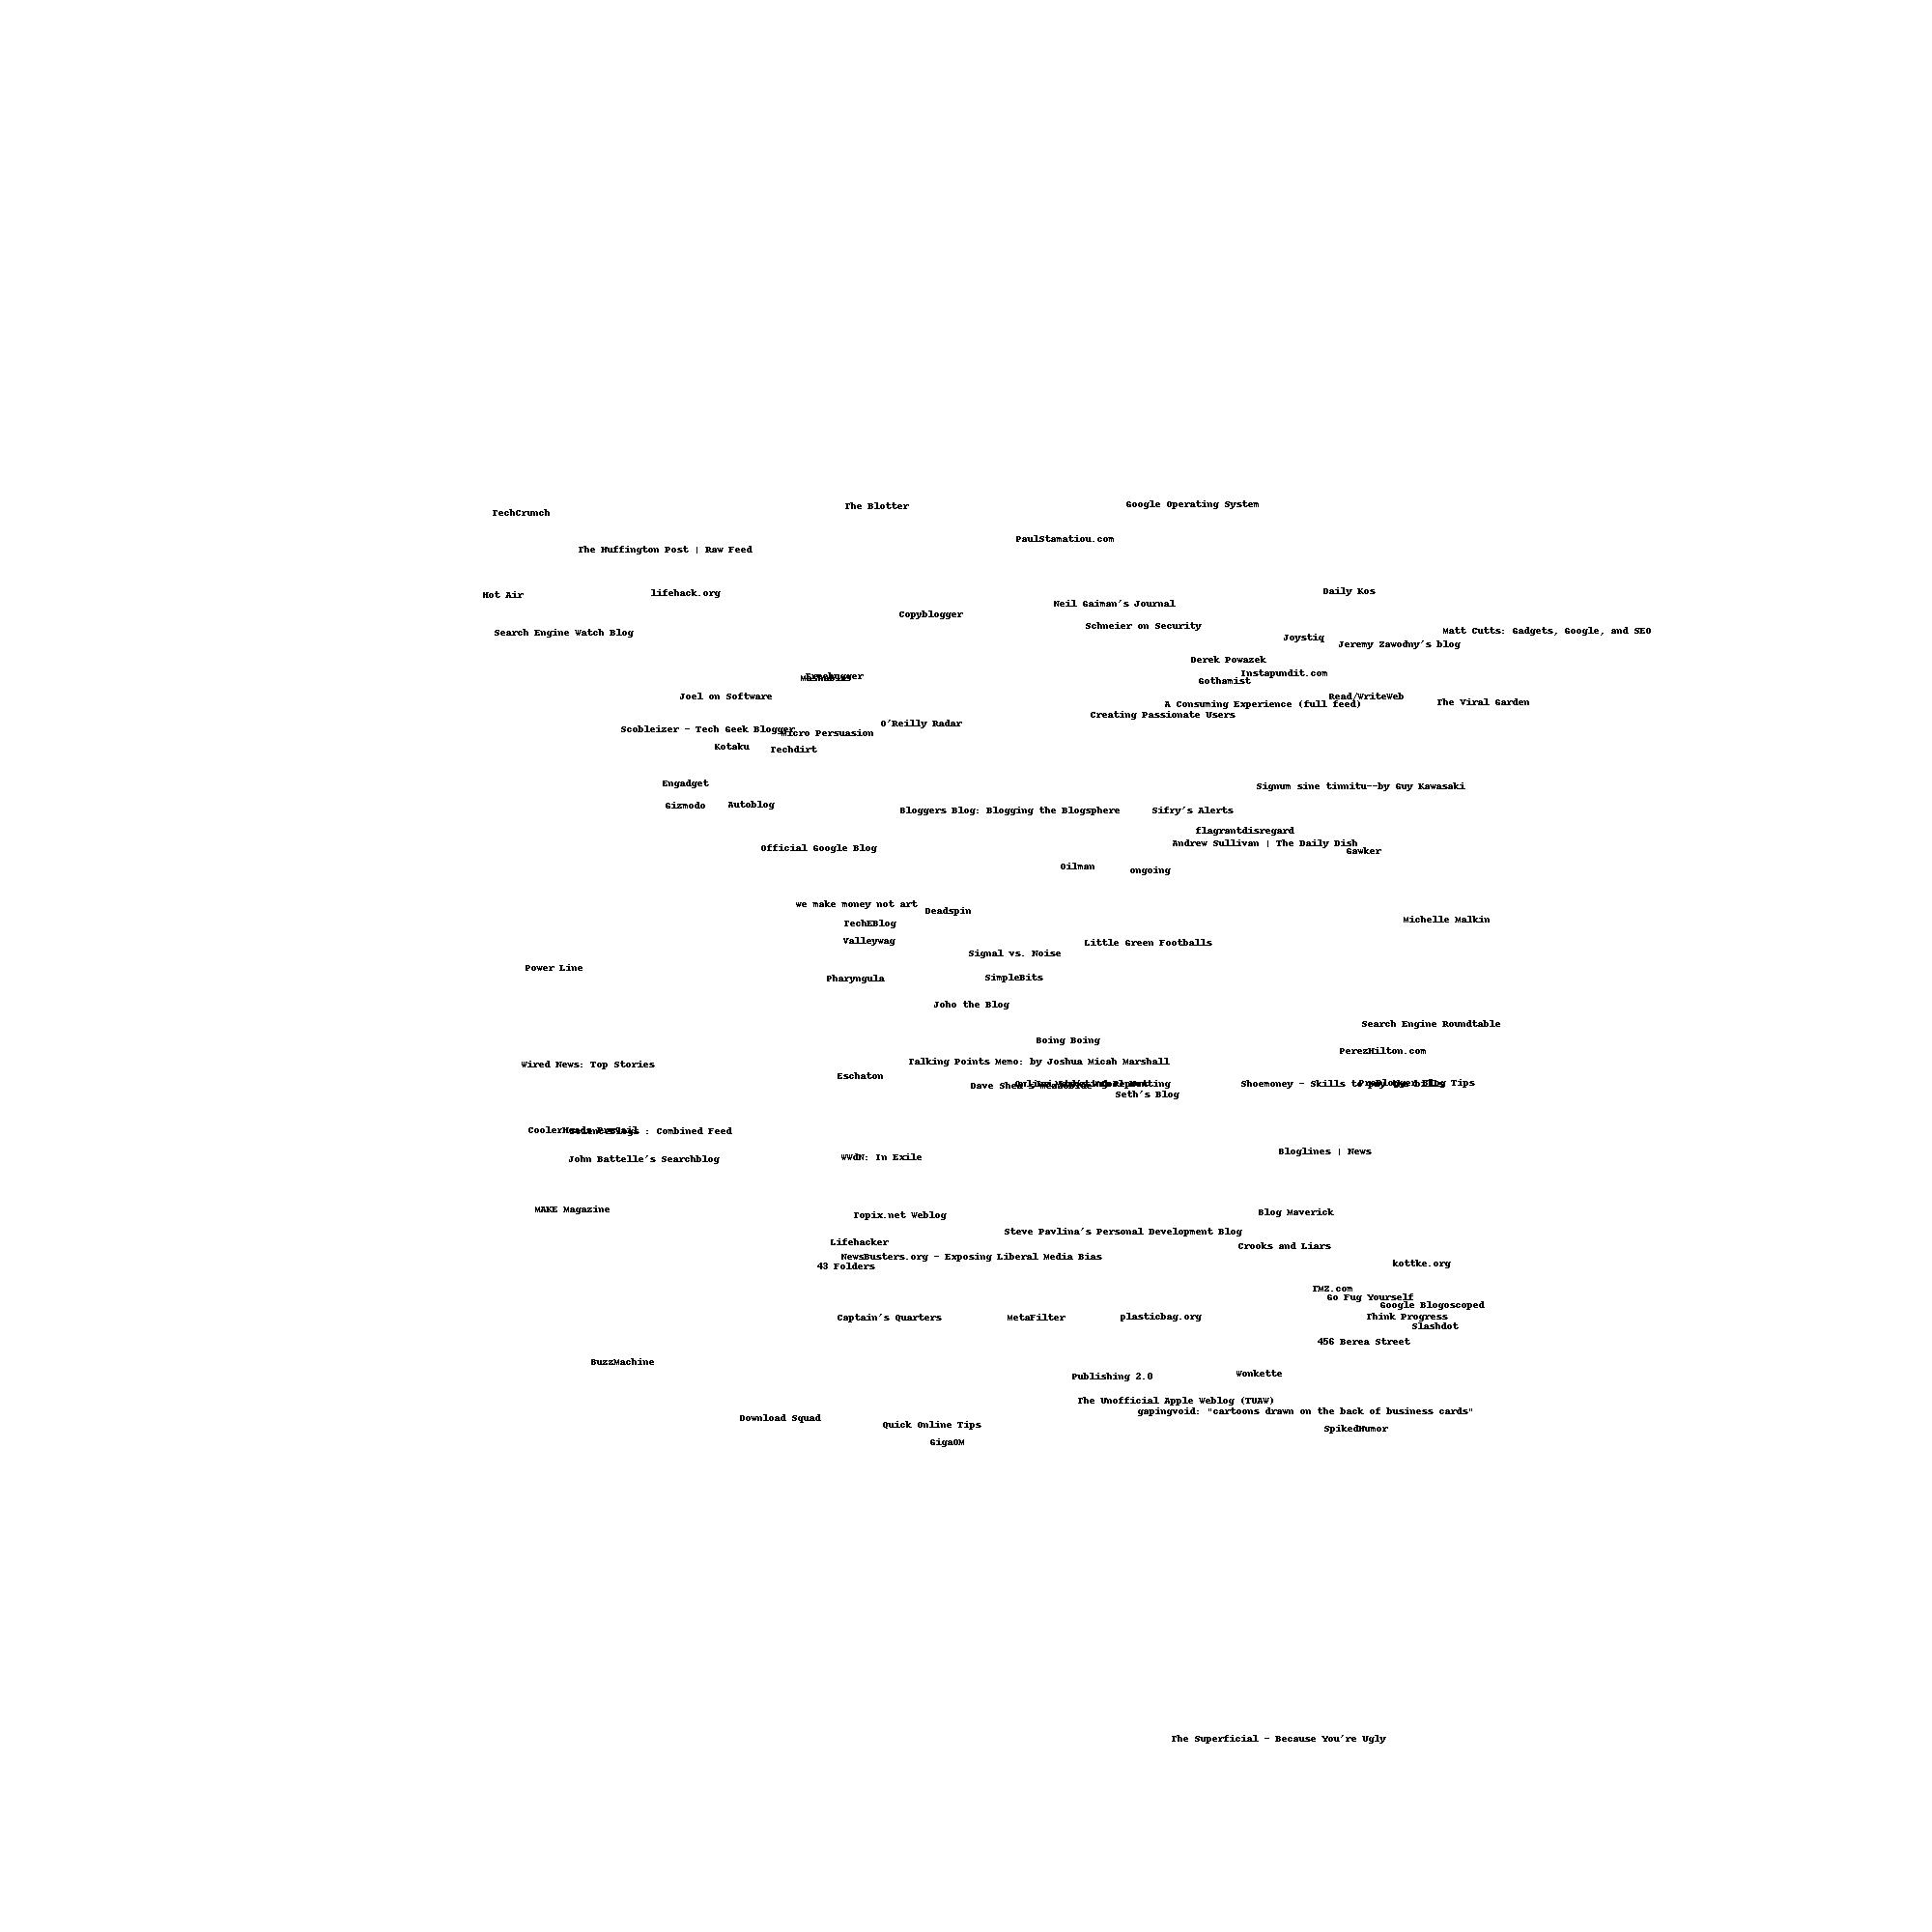 Google Operating System
The Blotter
TechCrunch
PaulStamatiou.com
The Huffington Post | Raw Feed
Daily Kos
lifehack.org
Hot Air
Neil Gaiman's Journal
Copyblogger
Schneier on Security
Matt Cutts: Gadgets, Google, and SEO
Search Engine Watch Blog
Joystiq
Jeremy Zawodny's blog
Derek Powazek
Instapundit.com
Gothamist
Joel on Software
Read/WriteWeb
The Viral Garden
A Consuming Experience (full feed)
Creating Passionate Users
O'Reilly Radar
Scobleizer - Tech Geek Blogger
Micro Persuasion
Kotaku
Techdirt
Engadget
Signum sine tinnitu--by Guy Kawasaki
Autoblog
Gizmodo
Bloggers Blog: Blogging the Blogsphere
Sifry's Alerts
flagrantdisregard
Andrew Sullivan | The Daily Dish
Official Google Blog
Gawker
Oilman
ongoing
we make money not art
Deadspin
Michelle Malkin
TechEBlog
Valleywag
Little Green Footballs
Signal vs. Noise
Power Line
SimpleBits
Pharyngula
Joho the Blog
Search Engine Roundtable
Boing Boing
PerezHilton.com
Talking Points Memo: by Joshua Micah Marshall
Wired News: Top Stories
Eschaton
Shoemoney - Skills to pay the bills
ProBlogger Blog Tips
Dave Shea's mezzoblue
Seth's Blog
CoolerHeads Prevail
ScienceBlogs : Combined Feed
Bloglines | News
WWdN: In Exile
John Battelle's Searchblog
MAKE Magazine
Blog Maverick
Topix.net Weblog
Steve Pavlina's Personal Development Blog
Lifehacker
Crooks and Liars
NewsBusters.org - Exposing Liberal Media Bias
kottke.org
43 Folders
TMZ.com
Go Fug Yourself
Google Blogoscoped
Captain's Quarters
MetaFilter
plasticbag.org
Think Progress
Slashdot
456 Berea Street
BuzzMachine
Wonkette
Publishing 2.0
The Unofficial Apple Weblog (TUAW)
gapingvoid: "cartoons drawn on the back of business cards"
Download Squad
Quick Online Tips
SpikedHumor
GigaOM
The Superficial - Because You're Ugly